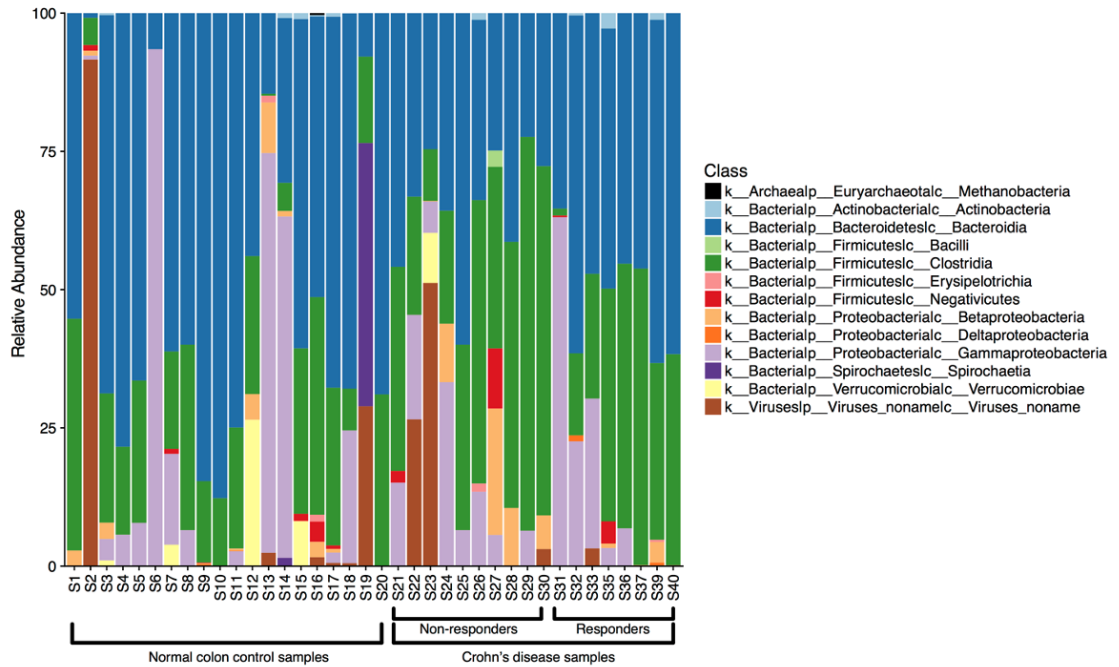 100
75
50
25
0
Relative Abundance
S1 S2 S3 S4 S5 S6 S7 S8 S9 S10 S11 S12 S13 S14 S15 S16 S17 S18 S19 S20 S21 S22 S23 S24 S25 S26 S27 S28 S29 S30 S31 S32 S33 S35 S36 S37 S39 S40
Non-responders Responders
Normal colon control samples Crohn's disease samples
Class
k__Archaealp__Euryarchaeotalc__Methanobacteria
k__Bacterialp__Actinobacterialc__Actinobacteria
k__Bacterialp__Bacteroideteslc__Bacteroidia
k__Bacterialp__Firmicuteslc__Bacilli
k__Bacterialp__Firmicuteslc__Clostridia
k__Bacterialp__Firmicuteslc__Erysipelotrichia
k__Bacterialp__Firmicuteslc__Negativicutes
k__Bacterialp__Proteobacterialc__Betaproteobacteria
k__Bacterialp__Proteobacterialc__Deltaproteobacteria
k__Bacterialp__Proteobacterialc__Gammaproteobacteria
k__Bacterialp__Spirochaeteslc__Spirochaetia
k__Bacterialp__Verrucomicrobialc__Verrucomicrobiae
k__Viruseslp__Viruses_nonamelc__Viruses_noname